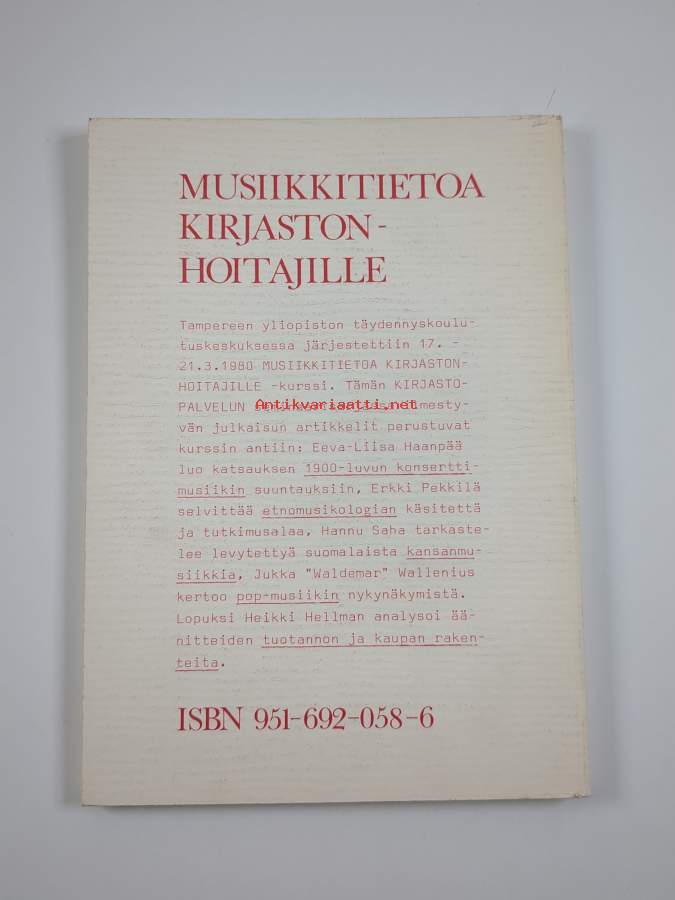 MUSIIKKITIETOA
KIRJASTON-
HOITAJILLE
Tampereen yliopiston täydennyskoulu-
tuskeskuksessa järjestettiin 17. -
21.3.1980 MUSIIKKITIETOA KIRJASTON-
HOITAJILLE -kurssi. Tämän KIRJASTO-
Antikvariaatti.net
PALVELUN
vän julkaisun artikkelit perustuvat
kurssin antiin: Eeva-Liisa Haanpää
luo katsauksen 1900-luvun konsertti-
musiikin suuntauksiin, Erkki Pekkilä
selvittää etnomusikologian käsitettä
ja tutkimusalaa, Hannu Saha tarkaste-
lee levytettyä suomalaista kansanmu-
siikkia, Jukka "Waldemar" Wallenius
kertoo pop-musiikin nykynäkymistä.
Lopuksi Heikki Hellman analysoi ää-
nitteiden tuotannon ja kaupan raken-
teita.
ISBN 951-692-058-6